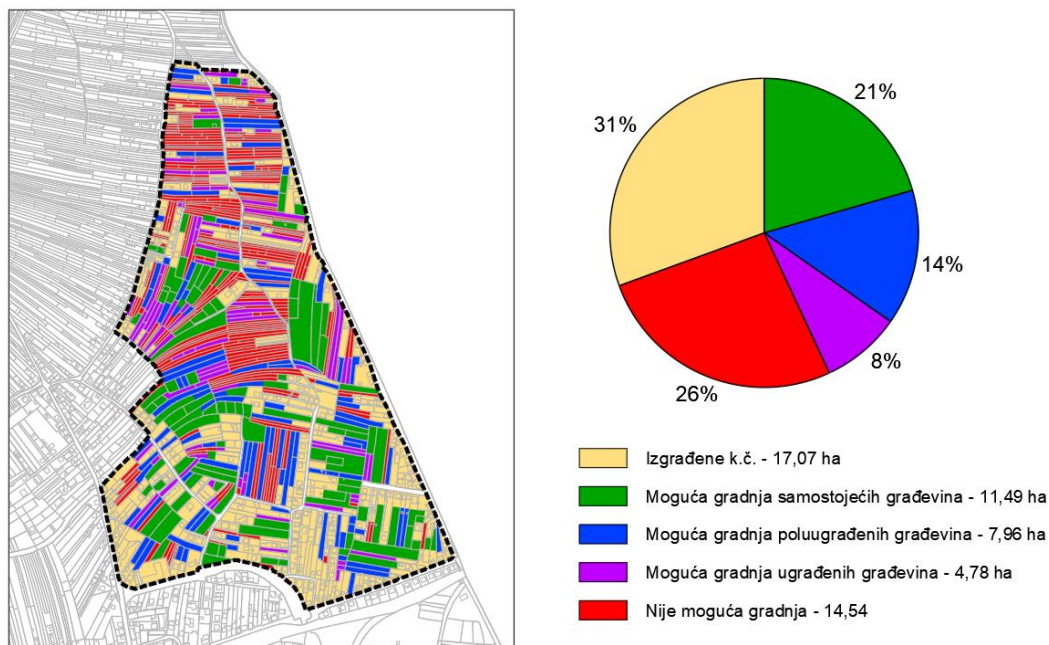 21%
31%
14%
8%
26%
Izgrađene k.č. - 17,07 ha
Moguća gradnja samostojećih građevina - 11,49 ha
Moguća gradnja poluugrađenih građevina - 7,96 ha
Moguća gradnja ugrađenih građevina - 4,78 ha
Nije moguća gradnja - 14,54